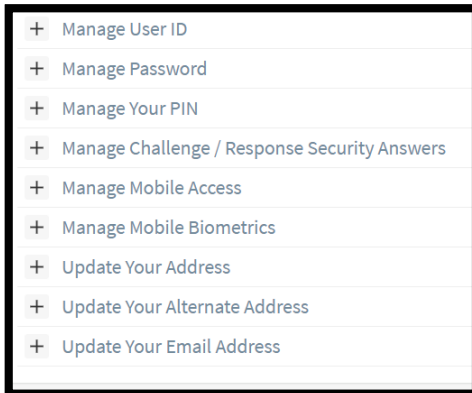 Manage User ID
Manage Password
Manage Your PIN
Manage Challenge / Response Security Answers
Manage Mobile Access
Manage Mobile Biometrics
Update Your Address
Update Your Alternate Address
Update Your Email Address